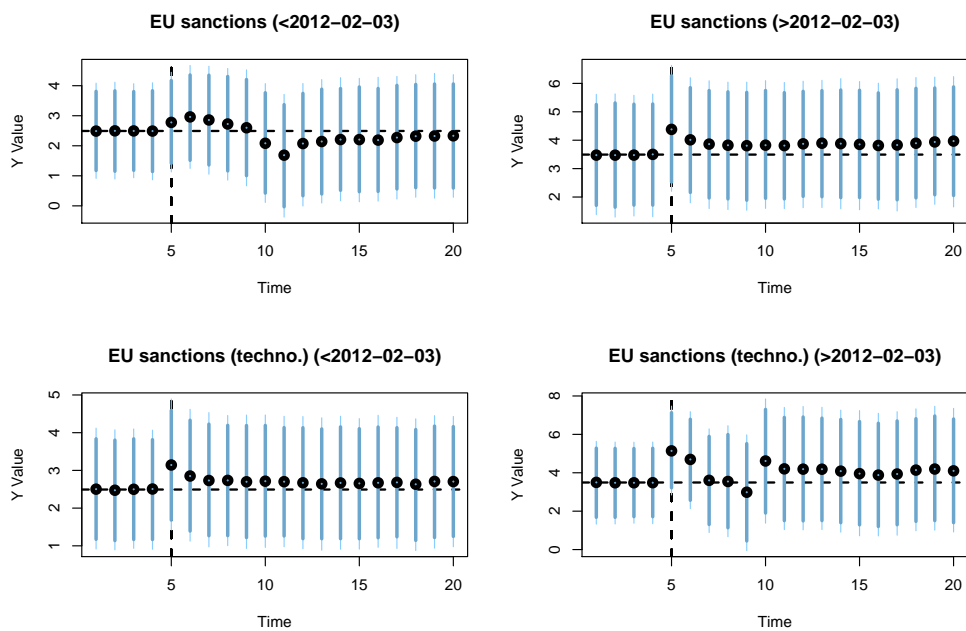 EU sanctions (<2012−02−03)
Y Value
4
3
2
1
0
5 10 15 20
Time
EU sanctions (>2012−02−03)
Y Value
6
5
4
3
2
5 10 15 20
Time
EU sanctions (techno.) (<2012−02−03)
Y Value
5
4
3
2
1
5 10 15 20
Time
EU sanctions (techno.) (>2012−02−03)
Y Value
8
6
4
2
0
5 10 15 20
Time